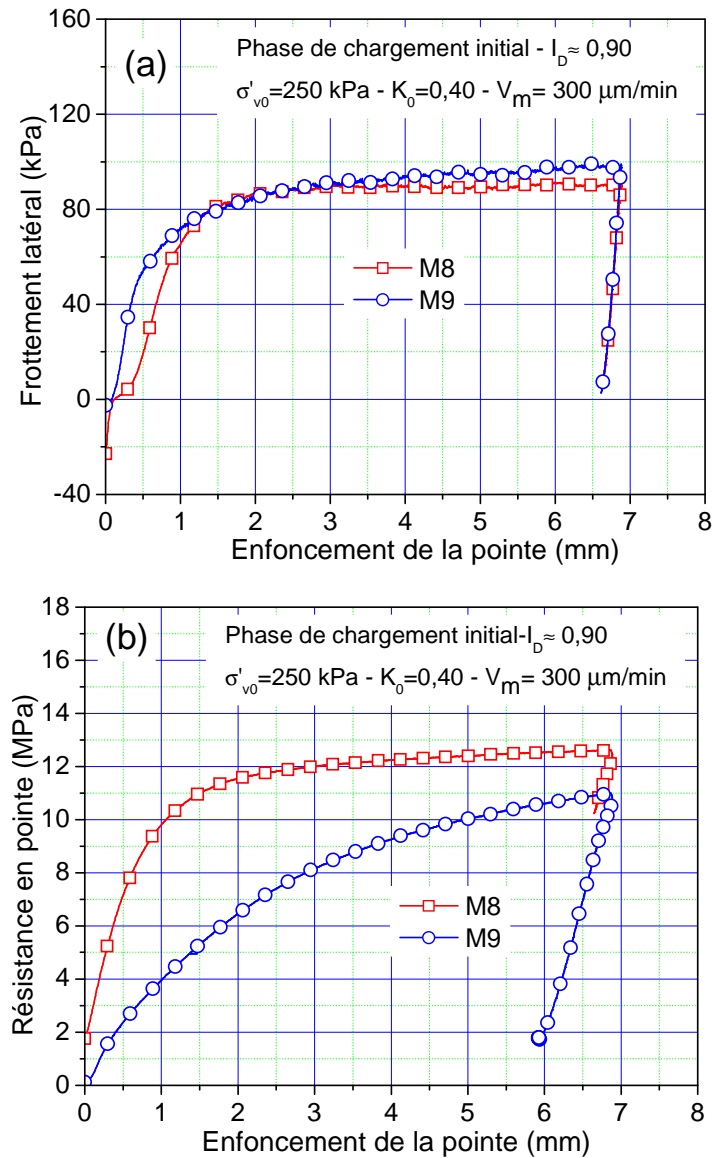 160
120
80
40
0
-40
Frottement latéral (kPa)
(a)
Phase de chargement initial - I_D≈ 0,90
σ'v0=250 kPa - K0=0,40 - Vm= 300 μm/min
M8
M9
0 1 2 3 4 5 6 7 8
Enfoncement de la pointe (mm)
18
16
14
12
10
8
6
4
2
0
Résistance en pointe (MPa)
(b)
Phase de chargement initial-I_D≈ 0,90
σ'v0=250 kPa - K0=0,40 - Vm= 300 μm/min
M8
M9
0 1 2 3 4 5 6 7 8
Enfoncement de la pointe (mm)